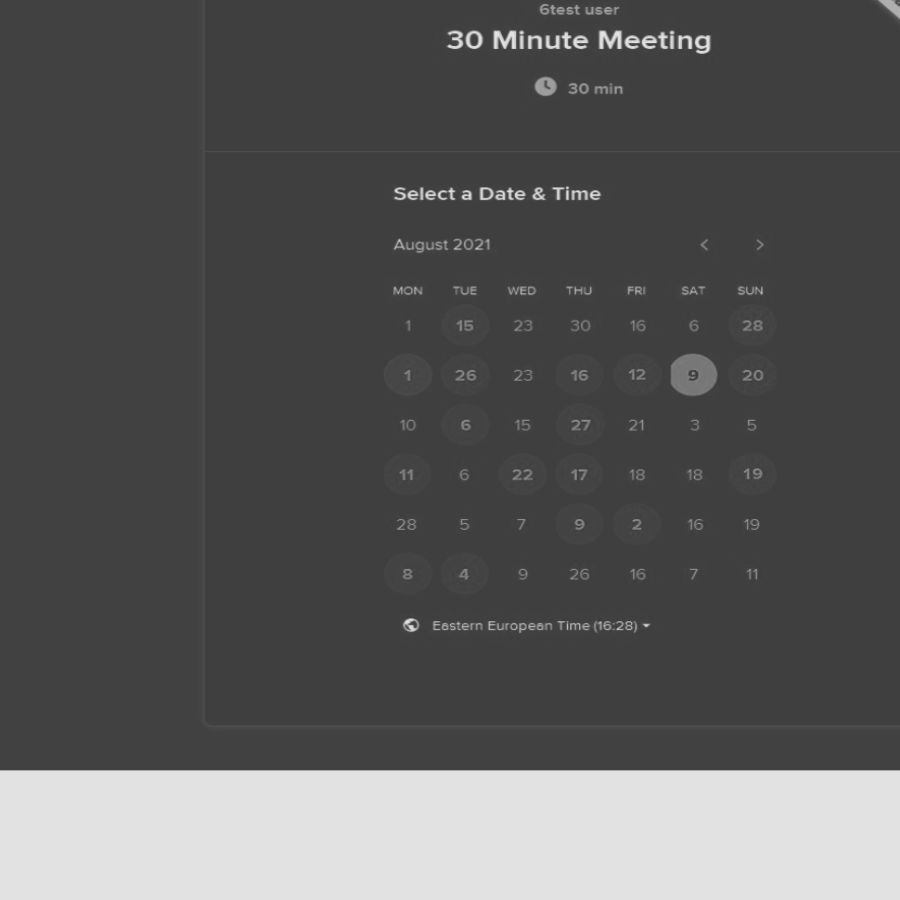 6test user
30 Minute Meeting
30 min
Select a Date & Time
August 2021
MON TUE WED THU FRI SAT SUN
1 15 23 30 16 6 28
1 26 23 16 12 9 20
10 6 15 27 21 3 5
11 6 22 17 18 18 19
28 5 7 9 2 16 19
8 4 9 26 16 7 11
Eastern European Time (16:28)